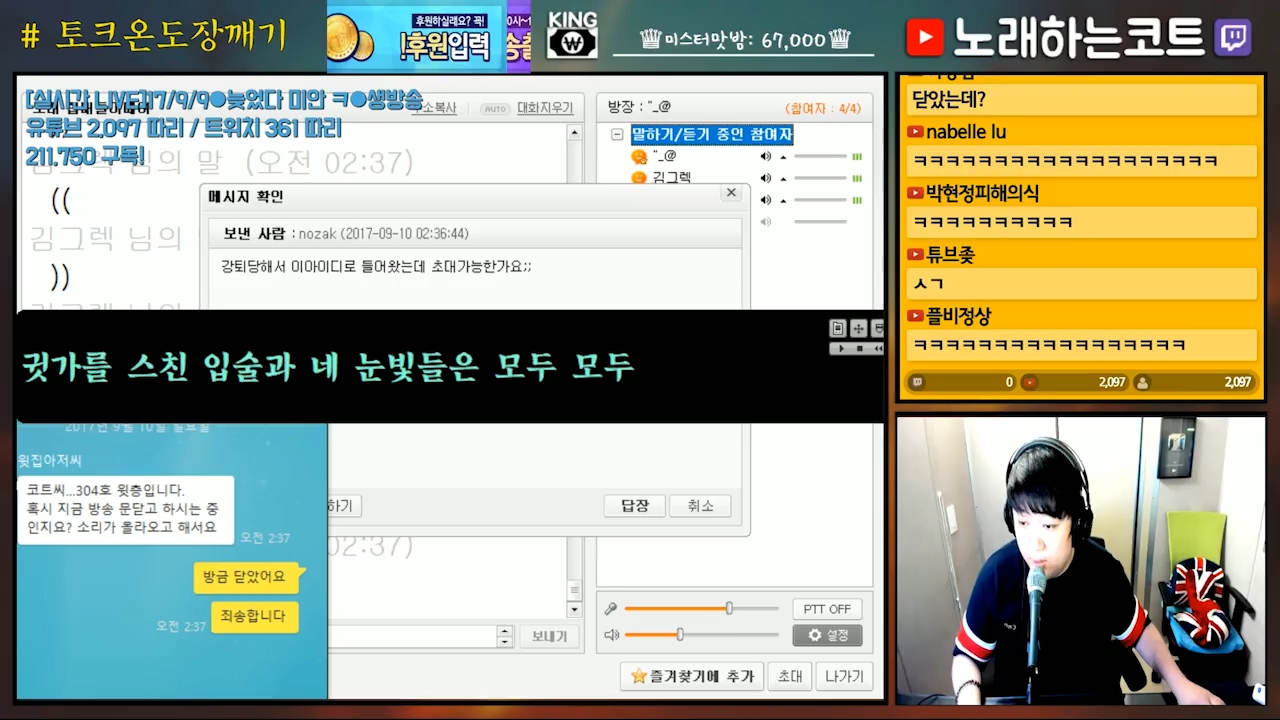 # 토크온도장깨기
후원하실려요? 꼭!
!후원입력
KING
W
미스터맛밤: 67,000
노래하는코트
[실시간 LIVE]17/9/9●늦었다 미안 ㅋ●생방송
유튜브 2,097 따리 / 트위치 361 따리
211,750 구독!
AUTO
대화지우기
김그렉 님의 말 (오전 02:37)
((
김그렉 님의
))
방장 : "_@
(참여자 : 4/4)
말하기/듣기 중인 참여자
"_@
김그렉
메시지 확인
보낸 사람 : nozak (2017-09-10 02:36:44)
강퇴당해서 이아이디로 들어왔는데 초대가능한가요;;
귓가를 스친 입술과 네 눈빛들은 모두 모두
하기
답장
취소
02:37)
보내기
PTT OFF
설정
즐겨찾기에 추가
초대
나가기
2017년 9월 10일 일요일
윗집아저씨
코트씨...304호 윗층입니다.
혹시 지금 방송 문닫고 하시는 중
인지요? 소리가 올라오고 해서요
오전 2:37
방금 닫았어요
죄송합니다
오전 2:37
닫았는데?
nabelle lu
ㅋㅋㅋㅋㅋㅋㅋㅋㅋㅋㅋㅋㅋㅋㅋㅋㅋㅋㅋ
박현정피해의식
ㅋㅋㅋㅋㅋㅋㅋㅋㅋㅋ
튜브좆
ㅅㄱ
플비정상
ㅋㅋㅋㅋㅋㅋㅋㅋㅋㅋㅋㅋㅋㅋㅋㅋㅋ
0
2,097
2,097